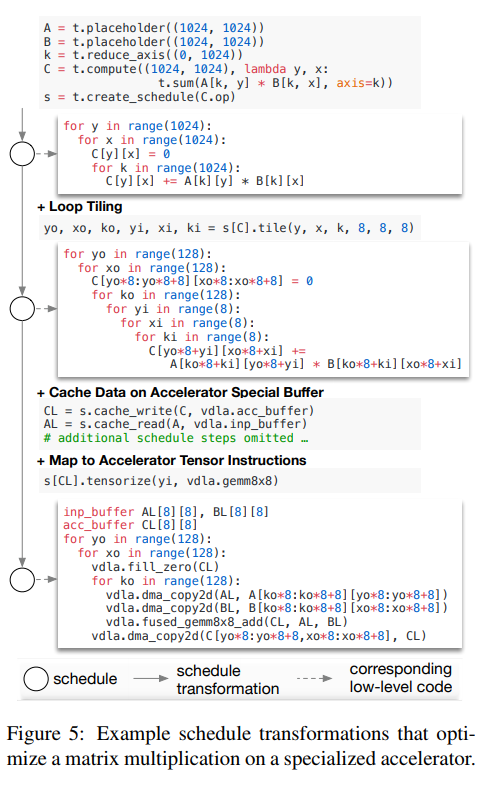 A = t.placeholder((1024, 1024))
B = t.placeholder((1024, 1024))
k = t.reduce_axis((0, 1024))
C = t.compute((1024, 1024), lambda y, x:
t.sum(A[k, y] * B[k, x], axis=k))
s = t.create_schedule(C.op)
for y in range(1024):
for x in range(1024):
C[y][x] = 0
for k in range(1024):
C[y][x] += A[k][y] * B[k][x]
+ Loop Tiling
yo, xo, ko, yi, xi, ki = s[C].tile(y, x, k, 8, 8, 8)
for yo in range(128):
for xo in range(128):
C[yo*8:yo*8+8][xo*8:xo*8+8] = 0
for ko in range(128):
for yi in range(8):
for xi in range(8):
for ki in range(8):
C[yo*8+yi][xo*8+xi] +=
A[ko*8+ki][yo*8+yi] * B[ko*8+ki][xo*8+xi]
+ Cache Data on Accelerator Special Buffer
CL = s.cache_write(C, vdla.acc_buffer)
AL = s.cache_read(A, vdla.inp_buffer)
# additional schedule steps omitted …
+ Map to Accelerator Tensor Instructions
s[CL].tensorize(yi, vdla.gemm8x8)
inp_buffer AL[8][8], BL[8][8]
acc_buffer CL[8][8]
for yo in range(128):
for xo in range(128):
vdla.fill_zero(CL)
for ko in range(128):
vdla.dma_copy2d(AL, A[ko*8:ko*8+8][yo*8:yo*8+8])
vdla.dma_copy2d(BL, B[ko*8:ko*8+8][xo*8:xo*8+8])
vdla.fused_gemm8x8_add(CL, AL, BL)
vdla.dma_copy2d(C[yo*8:yo*8+8,xo*8:xo*8+8], CL)
schedule
schedule transformation
corresponding low-level code
Figure 5: Example schedule transformations that opti-
mize a matrix multiplication on a specialized accelerator.